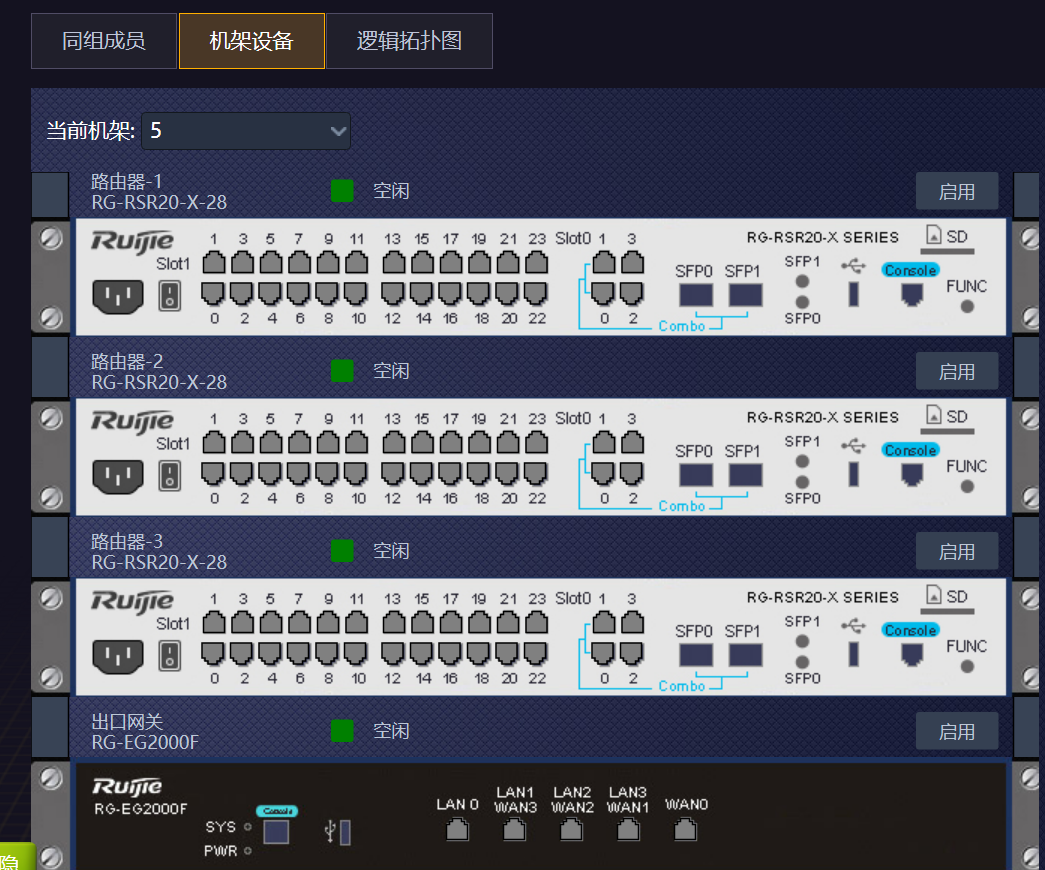 同组成员 机架设备 逻辑拓扑图
当前机架: 5
路由器-1
RG-RSR20-X-28
空闲 启用
Ruijie
Slot1
1 3 5 7 9 11 13 15 17 19 21 23 Slot0 1 3
0 2 4 6 8 10 12 14 16 18 20 22 0 2
Combo
RG-RSR20-X SERIES SD
SFP0 SFP1 SFP1 Console
SFP0 FUNC
路由器-2
RG-RSR20-X-28
空闲 启用
Ruijie
Slot1
1 3 5 7 9 11 13 15 17 19 21 23 Slot0 1 3
0 2 4 6 8 10 12 14 16 18 20 22 0 2
Combo
RG-RSR20-X SERIES SD
SFP0 SFP1 SFP1 Console
SFP0 FUNC
路由器-3
RG-RSR20-X-28
空闲 启用
Ruijie
Slot1
1 3 5 7 9 11 13 15 17 19 21 23 Slot0 1 3
0 2 4 6 8 10 12 14 16 18 20 22 0 2
Combo
RG-RSR20-X SERIES SD
SFP0 SFP1 SFP1 Console
SFP0 FUNC
出口网关
RG-EG2000F
空闲 启用
Ruijie
RG-EG2000F
Console
SYS
PWR
LAN 0 LAN1 LAN2 LAN3 WAN0
WAN3 WAN2 WAN1
隐